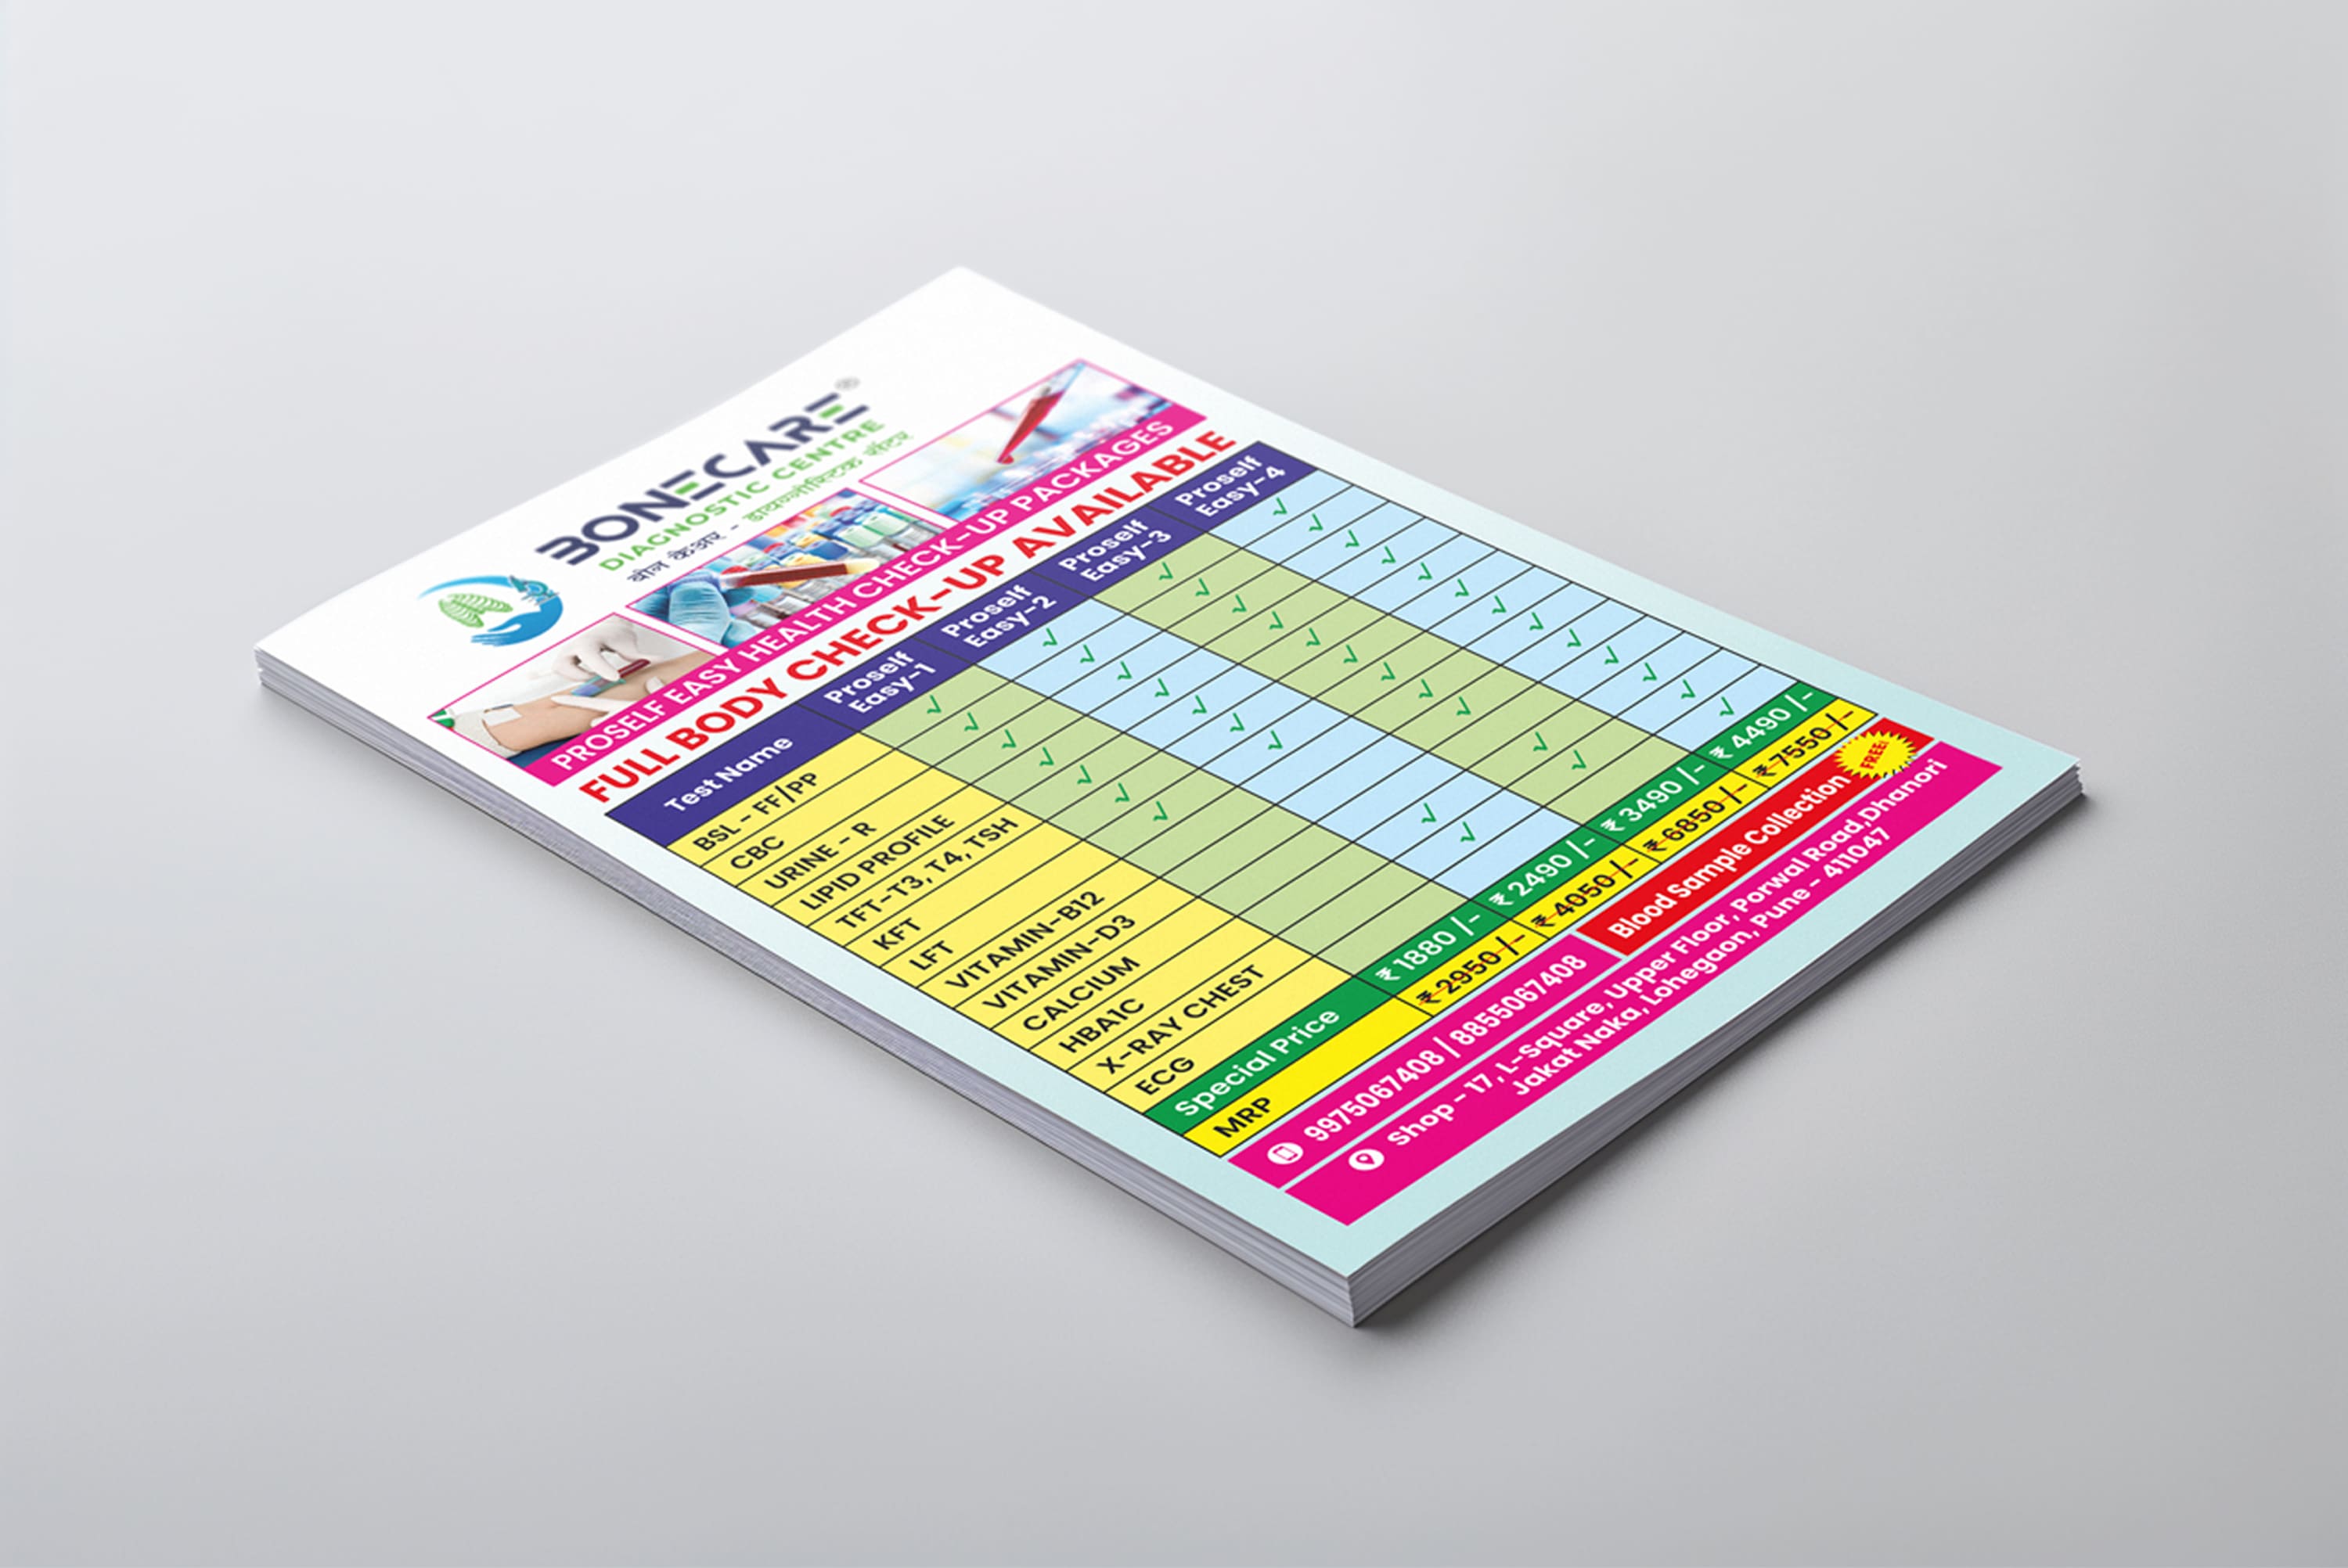 BONECARE®
DIAGNOSTIC CENTRE
बोन केअर - डायग्नोस्टिक सेंटर
PROSELF EASY HEALTH CHECK-UP PACKAGES
FULL BODY CHECK-UP AVAILABLE
Test Name Proself Easy-1 Proself Easy-2 Proself Easy-3 Proself Easy-4
BSL - FF/PP
CBC
URINE - R
LIPID PROFILE
TFT-T3, T4, TSH
KFT
LFT
VITAMIN-B12
VITAMIN-D3
CALCIUM
HBA1C
X-RAY CHEST
ECG
Special Price ₹ 1880 /- ₹ 2490 /- ₹ 3490 /- ₹ 4490 /-
MRP ₹ 2950 /- ₹ 4050 /- ₹ 6850 /- ₹ 7550 /-
9975067408 | 8855067408 Blood Sample Collection FREE!
Shop - 17, L-Square, Upper Floor, Porwal Road,Dhanori
Jakat Naka, Lohegaon, Pune - 411047